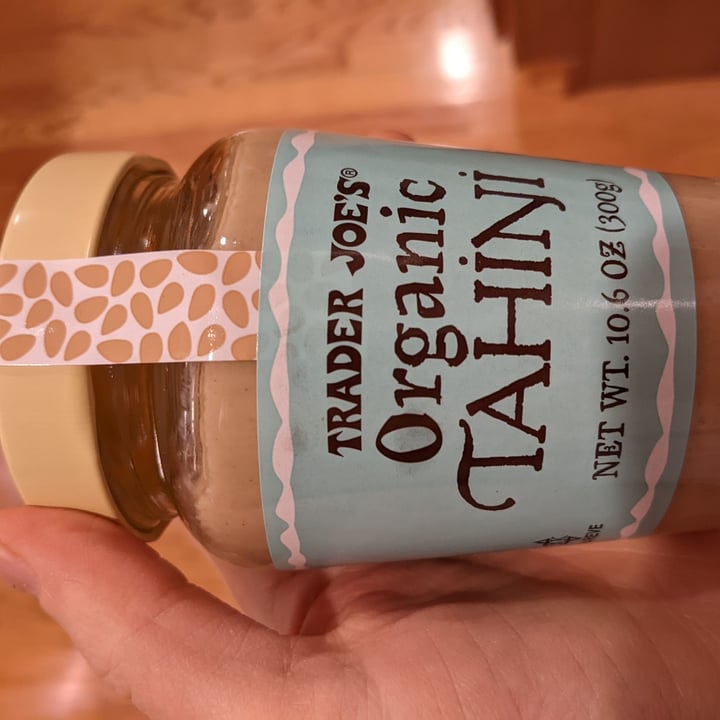 TRADER JOE'S®
Organic
TAHINI
NET WT. 10.6 OZ (300g)